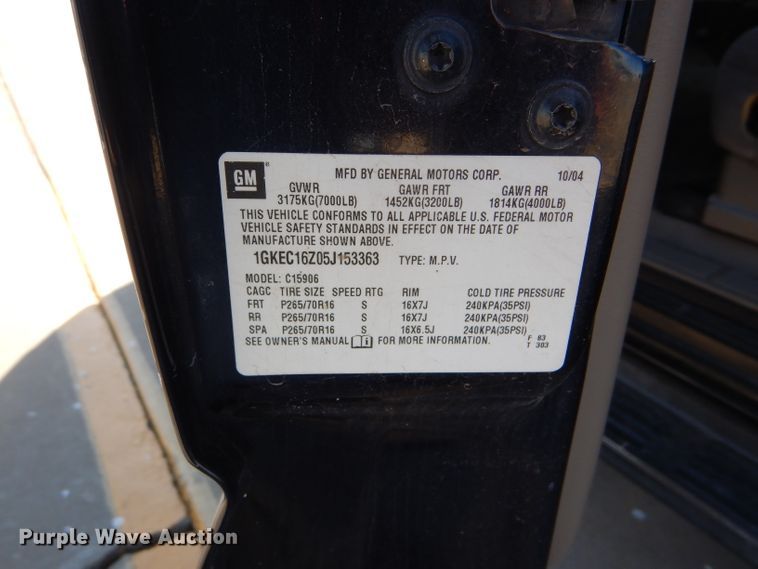 GM ® MFD BY GENERAL MOTORS CORP. 10/04
GVWR GAWR FRT GAWR RR
3175KG(7000LB) 1452KG(3200LB) 1814KG(4000LB)
THIS VEHICLE CONFORMS TO ALL APPLICABLE U.S. FEDERAL MOTOR
VEHICLE SAFETY STANDARDS IN EFFECT ON THE DATE OF
MANUFACTURE SHOWN ABOVE.
1GKEC16Z05J153363 TYPE: M.P.V.
MODEL: C15906
CAGC TIRE SIZE SPEED RTG RIM COLD TIRE PRESSURE
FRT P265/70R16 S 16X7J 240KPA(35PSI)
RR P265/70R16 S 16X7J 240KPA(35PSI)
SPA P265/70R16 S 16X6.5J 240KPA(35PSI)
SEE OWNER'S MANUAL FOR MORE INFORMATION. F 83
T 303
Purple Wave Auction